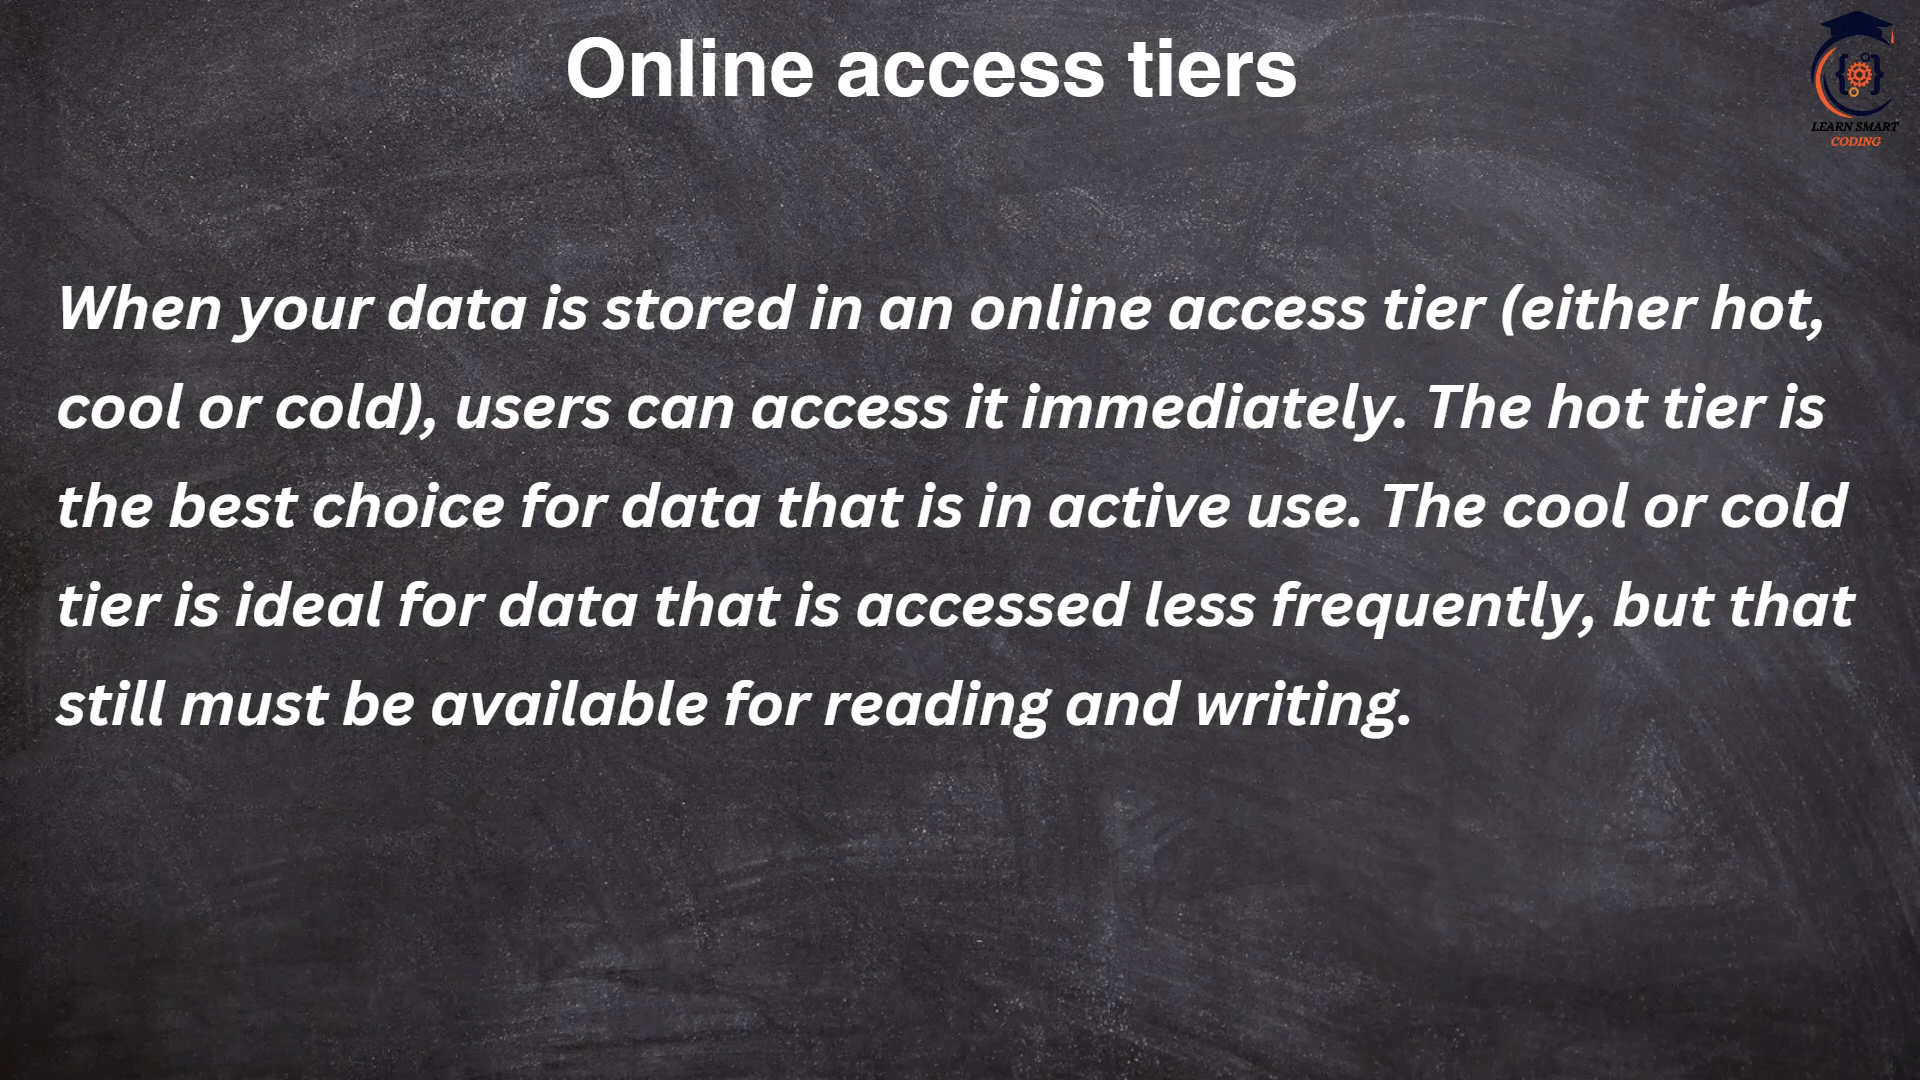 Online access tiers
LEARN SMART
CODING
When your data is stored in an online access tier (either hot,
cool or cold), users can access it immediately. The hot tier is
the best choice for data that is in active use. The cool or cold
tier is ideal for data that is accessed less frequently, but that
still must be available for reading and writing.